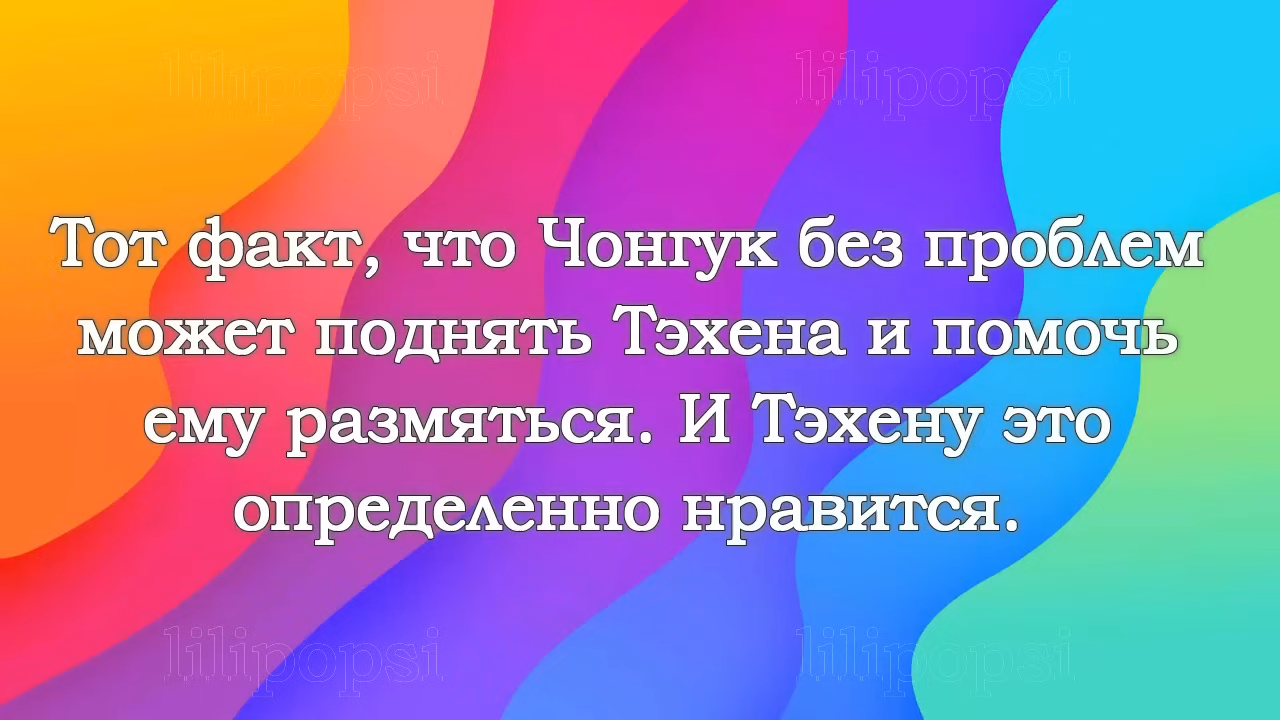 lilipopsi lilipopsi
Тот факт, что Чонгук без проблем
может поднять Тэхена и помочь
ему размяться. И Тэхену это
определенно нравится.
lilipopsi lilipopsi